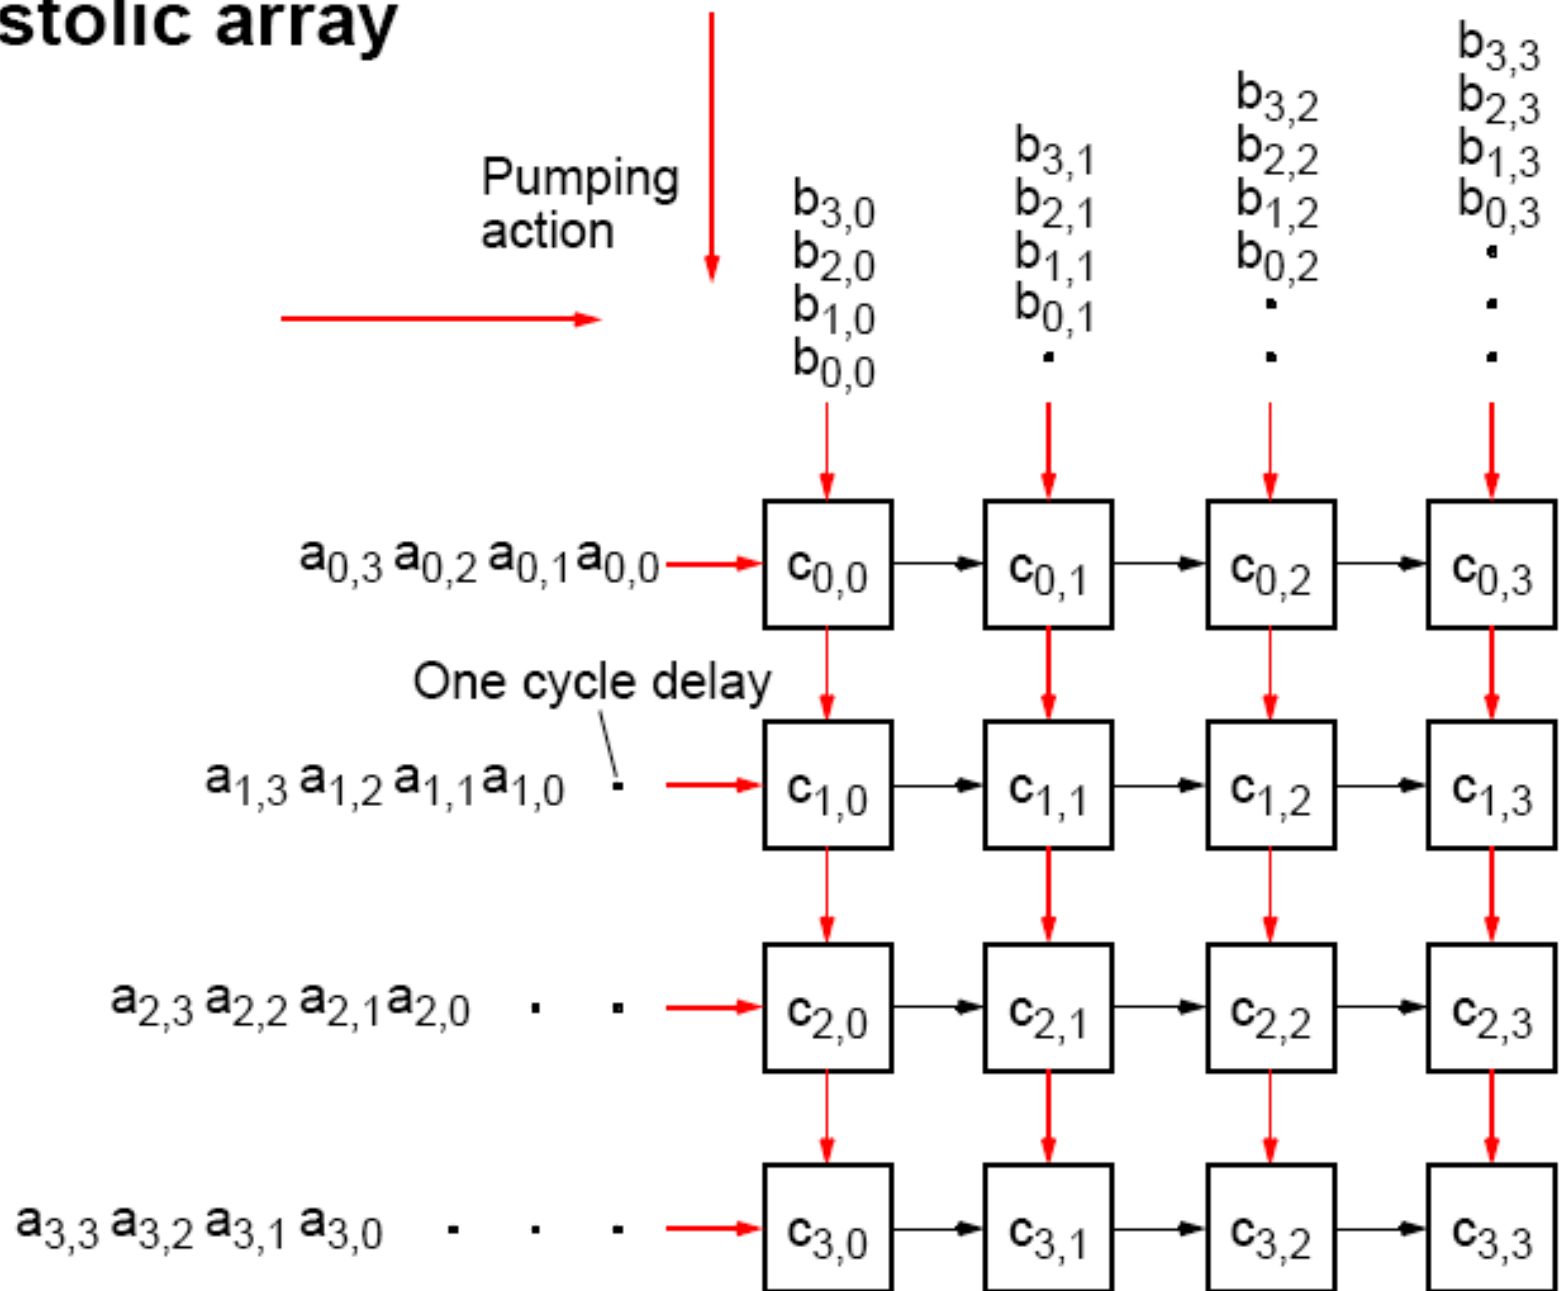 stolic array
b3,3
b3,2 b2,3
b3,1 b2,2 b1,3
Pumping
action
b3,0 b2,1 b1,2 b0,3
b2,0 b1,1 b0,2 .
b1,0 b0,1 . .
b0,0 . . .
a0,3 a0,2 a0,1 a0,0 c0,0 c0,1 c0,2 c0,3
One cycle delay
a1,3 a1,2 a1,1 a1,0 . c1,0 c1,1 c1,2 c1,3
a2,3 a2,2 a2,1 a2,0 . . c2,0 c2,1 c2,2 c2,3
a3,3 a3,2 a3,1 a3,0 . . . c3,0 c3,1 c3,2 c3,3